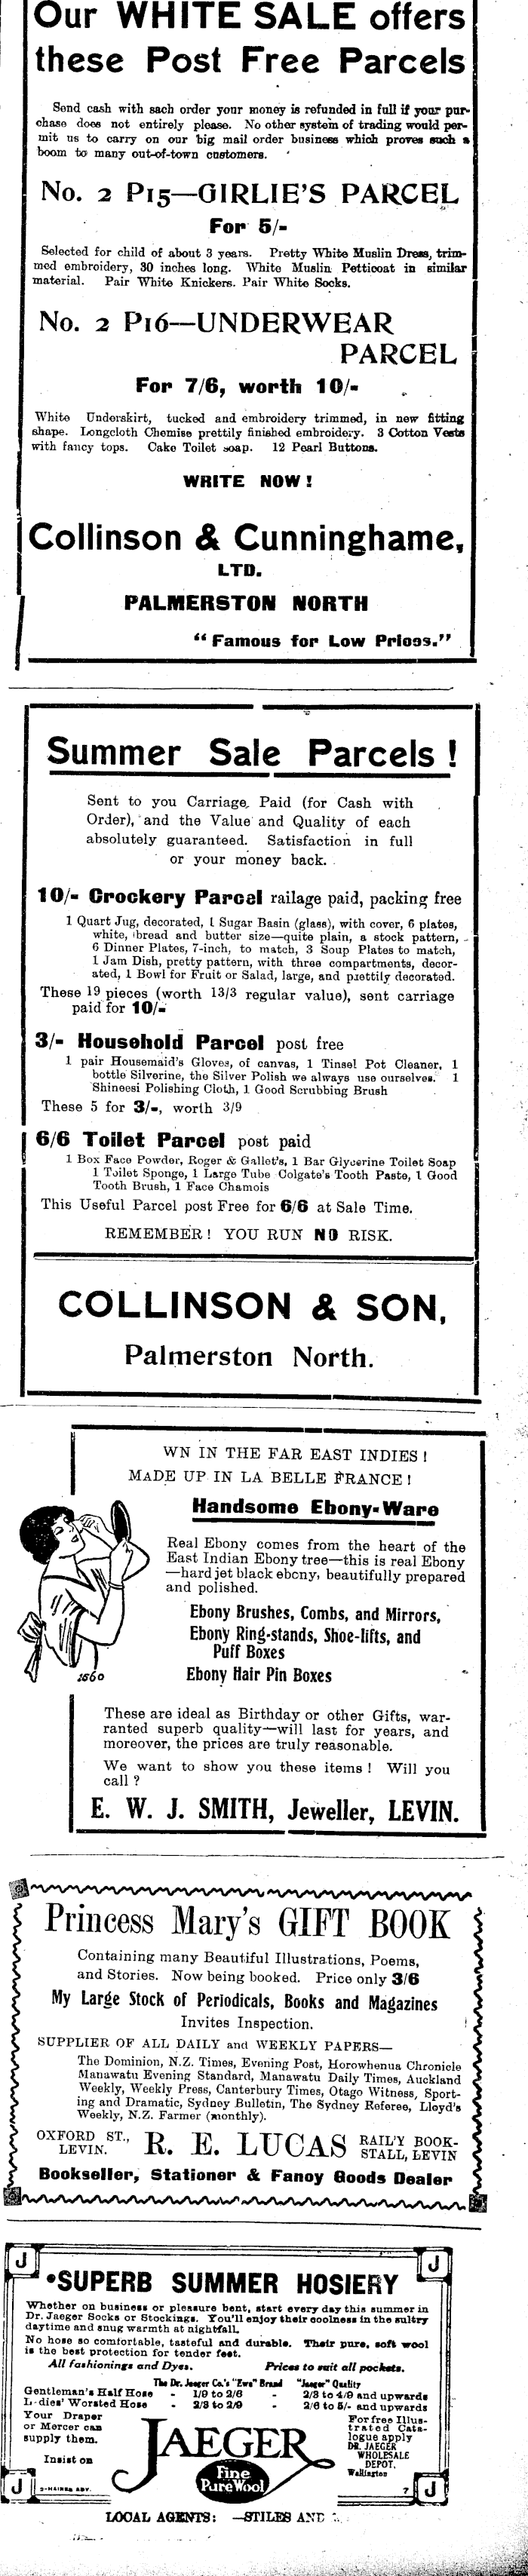 Our WHITE SALE offers
these Post Free Parcels
Send cash with each order your money is refunded in full if your pur-
chase does not entirely please. No other system of trading would per-
mit us to carry on our big mail order business which proves such a
boom to many out-of-town customers.
No. 2 P15—GIRLIE'S PARCEL
For 5/-
Selected for child of about 3 years. Pretty White Muslin Dress, trim-
med embroidery, 30 inches long. White Muslin Petticoat in similar
material. Pair White Knickers. Pair White Socks.
No. 2 P16—UNDERWEAR
PARCEL
For 7/6, worth 10/-
White Underskirt, tucked and embroidery trimmed, in new fitting
shape. Longcloth Chemise prettily finished embroidery. 3 Cotton Vests
with fancy tops. Cake Toilet soap. 12 Pearl Buttons.
WRITE NOW!
Collinson & Cunninghame,
LTD.
PALMERSTON NORTH
"Famous for Low Prices."
Summer Sale Parcels!
Sent to you Carriage Paid (for Cash with
Order), and the Value and Quality of each
absolutely guaranteed. Satisfaction in full
or your money back.
10/- Crockery Parcel railage paid, packing free
1 Quart Jug, decorated, 1 Sugar Basin (glass), with cover, 6 plates,
white, bread and butter size—quite plain, a stock pattern,
6 Dinner Plates, 7-inch, to match, 3 Soup Plates to match,
1 Jam Dish, pretty pattern, with three compartments, decor-
ated, 1 Bowl for Fruit or Salad, large, and prettily decorated.
These 19 pieces (worth 13/3 regular value), sent carriage
paid for 10/-
3/- Household Parcel post free
1 pair Housemaid's Gloves, of canvas, 1 Tinsel Pot Cleaner, 1
bottle Silverine, the Silver Polish we always use ourselves. 1
Shineesi Polishing Cloth, 1 Good Scrubbing Brush
These 5 for 3/-, worth 3/9
6/6 Toilet Parcel post paid
1 Box Face Powder, Roger & Gallet's, 1 Bar Glycerine Toilet Soap
1 Toilet Sponge, 1 Large Tube Colgate's Tooth Paste, 1 Good
Tooth Brush, 1 Face Chamois
This Useful Parcel post Free for 6/6 at Sale Time.
REMEMBER! YOU RUN NO RISK.
COLLINSON & SON,
Palmerston North.
WN IN THE FAR EAST INDIES!
MADE UP IN LA BELLE FRANCE!
Handsome Ebony-Ware
Real Ebony comes from the heart of the
East Indian Ebony tree—this is real Ebony
—hard jet black ebony, beautifully prepared
and polished.
Ebony Brushes, Combs, and Mirrors,
Ebony Ring-stands, Shoe-lifts, and
Puff Boxes
Ebony Hair Pin Boxes
1560
These are ideal as Birthday or other Gifts, war-
ranted superb quality—will last for years, and
moreover, the prices are truly reasonable.
We want to show you these items! Will you
call?
E. W. J. SMITH, Jeweller, LEVIN.
Princess Mary's GIFT BOOK
Containing many Beautiful Illustrations, Poems,
and Stories. Now being booked. Price only 3/6
My Large Stock of Periodicals, Books and Magazines
Invites Inspection.
SUPPLIER OF ALL DAILY and WEEKLY PAPERS—
The Dominion, N.Z. Times, Evening Post, Horowhenua Chronicle
Manawatu Evening Standard, Manawatu Daily Times, Auckland
Weekly, Weekly Press, Canterbury Times, Otago Witness, Sport-
ing and Dramatic, Sydney Bulletin, The Sydney Referee, Lloyd's
Weekly, N.Z. Farmer (monthly).
OXFORD ST., LEVIN. R. E. LUCAS RAIL'Y BOOK-STALL, LEVIN
Bookseller, Stationer & Fancy Goods Dealer
J J
SUPERB SUMMER HOSIERY
Whether on business or pleasure bent, start every day this summer in
Dr. Jaeger Socks or Stockings. You'll enjoy their coolness in the sultry
daytime and snug warmth at nightfall.
No hose so comfortable, tasteful and durable. Their pure, soft wool
is the best protection for tender feet.
All fashionings and Dyes. Prices to suit all pockets.
The Dr. Jaeger Co.'s "Ewe" Brand "Jaeger" Quality
Gentleman's Half Hose - 1/9 to 2/6 - 2/3 to 4/9 and upwards
Ladies' Worsted Hose - 2/3 to 2/9 - 2/6 to 5/- and upwards
Your Draper
or Mercer can
supply them.
Insist on
JAEGER
Fine
Pure Wool
For free Illus-
trated Cata-
logue apply
DR. JAEGER
WHOLESALE
DEPOT,
Wellington
J J
2-HAINES ADV. 7
LOCAL AGENTS: —STILES AND